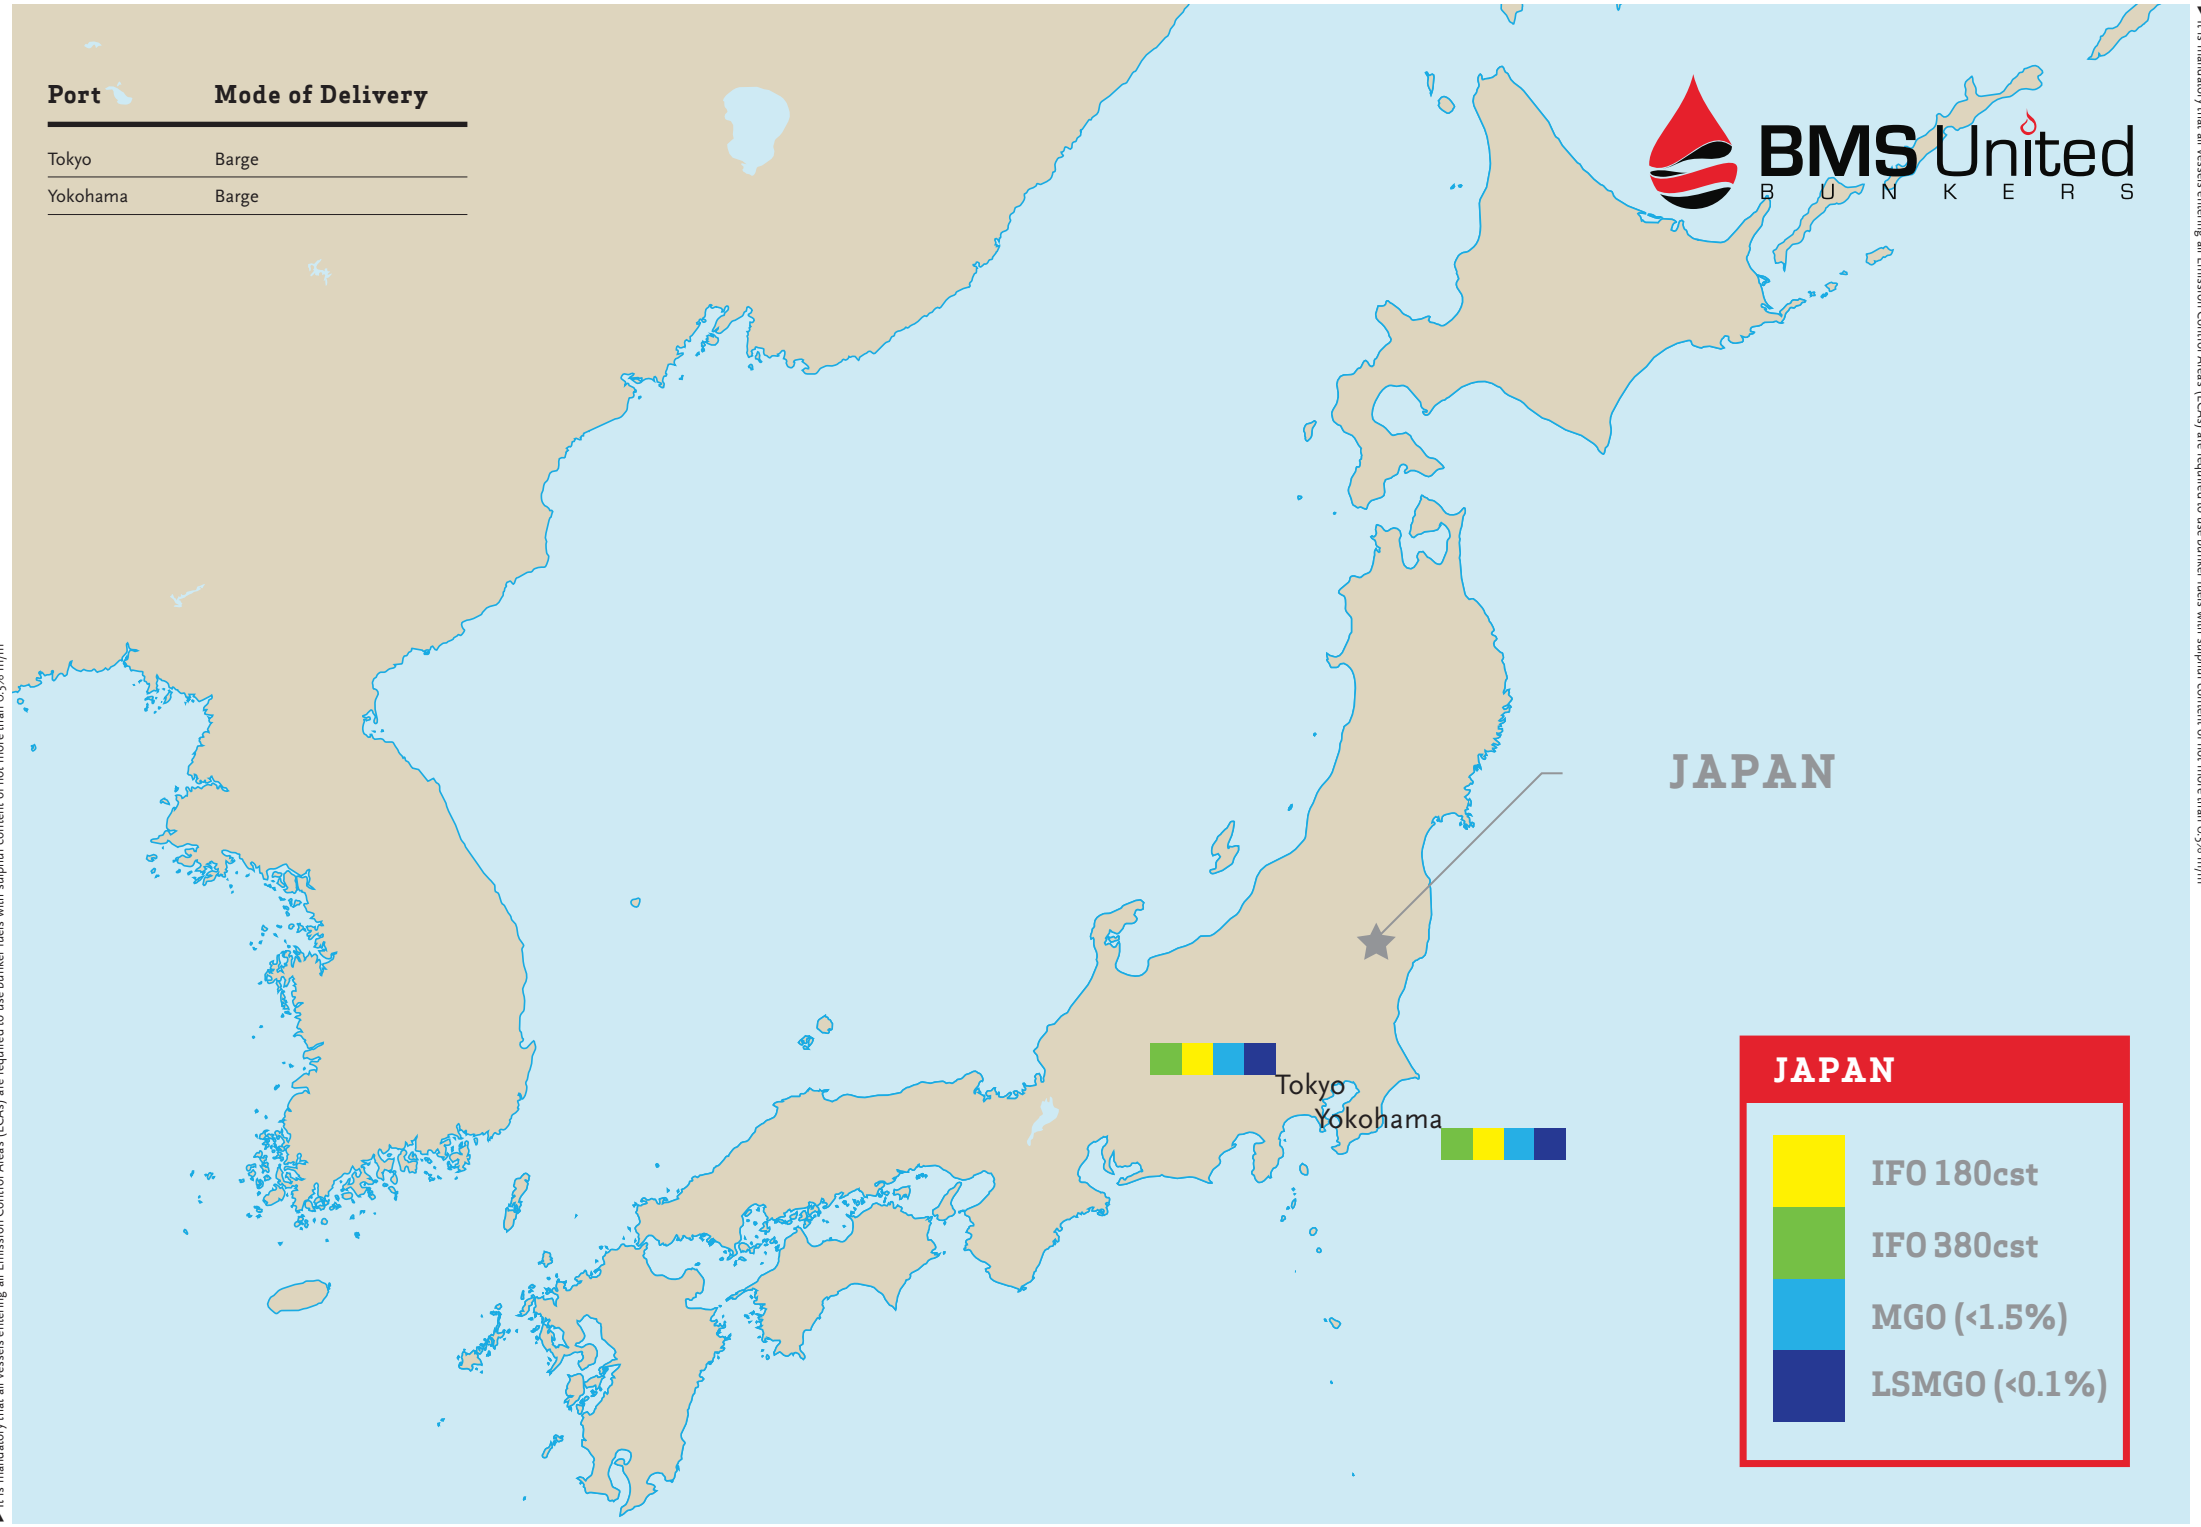 Port Mode of Delivery
Tokyo Barge
Yokohama Barge
BMS United
BUNKERS
JAPAN
Tokyo
Yokohama
JAPAN
IFO 180cst
IFO 380cst
MGO (<1.5%)
LSMGO (<0.1%)